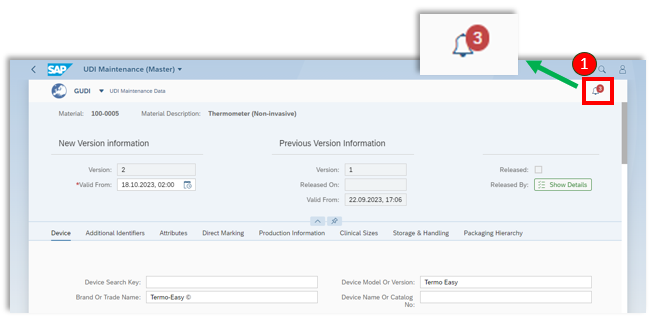 3
1
SAP UDI Maintenance (Master)
3
GUDI UDI Maintenance Data
Material: 100-0005 Material Description: Thermometer (Non-invasive)
New Version information Previous Version Information
Version: 2 Version: 1 Released:
*Valid From: 18.10.2023, 02:00 Released On: Released By: Show Details
Valid From: 22.09.2023, 17:06
Device Additional Identifiers Attributes Direct Marking Production Information Clinical Sizes Storage & Handling Packaging Hierarchy
Device Search Key: Device Model Or Version: Termo Easy
Brand Or Trade Name: Termo-Easy © Device Name Or Catalog
No: